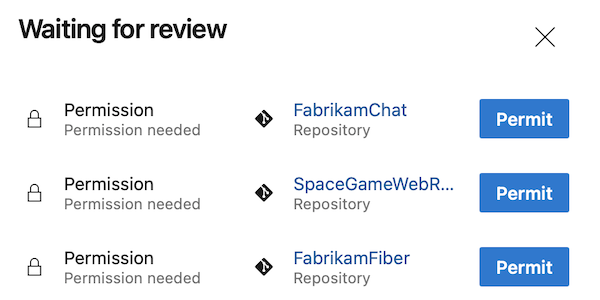 Waiting for review
Permission
Permission needed
FabrikamChat
Repository
Permit
Permission
Permission needed
SpaceGameWebR...
Repository
Permit
Permission
Permission needed
FabrikamFiber
Repository
Permit